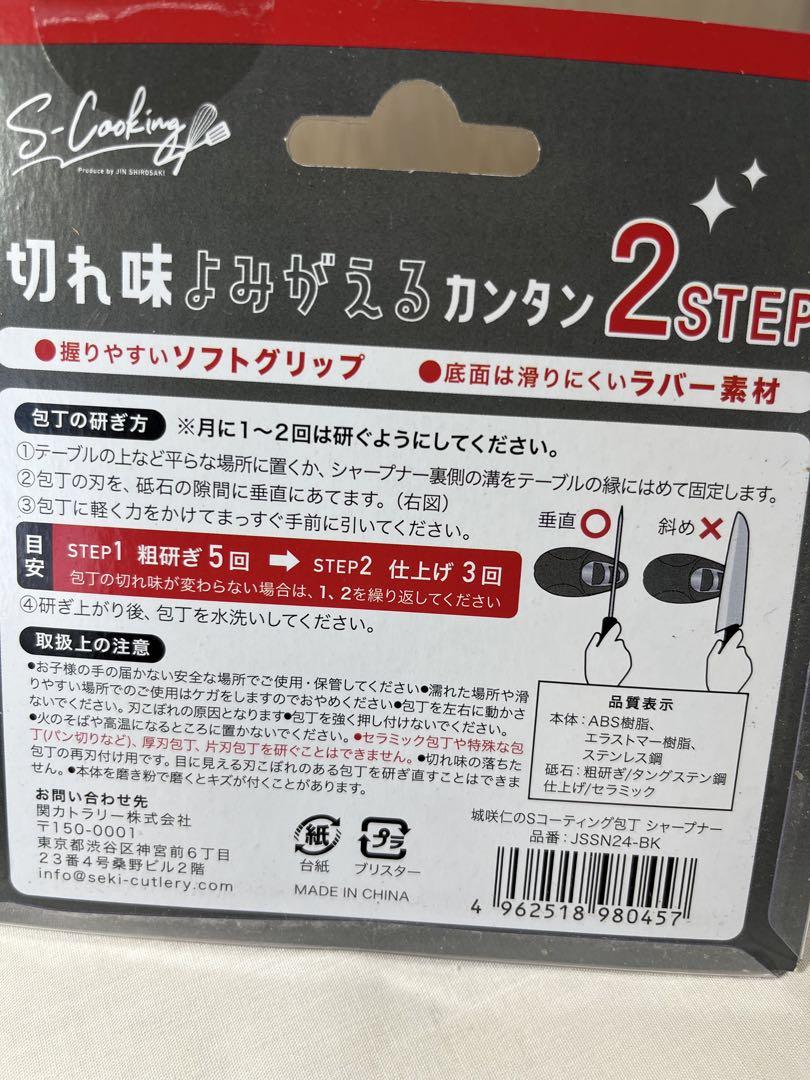 S-Cooking
Produce by JIN SHIROSAKI
切れ味よみがえるカンタン2STEP
●握りやすいソフトグリップ ●底面は滑りにくいラバー素材
包丁の研ぎ方 ※月に1〜2回は研ぐようにしてください。
①テーブルの上など平らな場所に置くか、シャープナー裏側の溝をテーブルの縁にはめて固定します。
②包丁の刃を、砥石の隙間に垂直にあてます。(右図)
③包丁に軽く力をかけてまっすぐ手前に引いてください。
垂直○ 斜め×
目安
STEP1 粗研ぎ 5回 ➡ STEP2 仕上げ 3回
包丁の切れ味が変わらない場合は、1、2を繰り返してください
④研ぎ上がり後、包丁を水洗いしてください。
取扱上の注意
●お子様の手の届かない安全な場所でご使用・保管してください●濡れた場所や滑
りやすい場所でのご使用はケガをしますのでおやめください●包丁を左右に動かさ
ないでください。刃こぼれの原因となります●包丁を強く押し付けないでください。
●火のそばや高温になるところに置かないでください。●セラミック包丁や特殊な包
丁(パン切りなど)、厚刃包丁、片刃包丁を研ぐことはできません。●切れ味の落ちた
包丁の再刃付け用です。目に見える刃こぼれのある包丁を研ぎ直すことはできま
せん。●本体を磨き粉で磨くとキズが付くことがあります。
品質表示
本体:ABS樹脂、
エラストマー樹脂、
ステンレス鋼
砥石:粗研ぎ/タングステン鋼
仕上げ/セラミック
お問い合わせ先
関カトラリー株式会社
〒150-0001
東京都渋谷区神宮前6丁目
23番4号桑野ビル2階
info@seki-cutlery.com
紙
台紙
プラ
ブリスター
MADE IN CHINA
城咲仁のSコーティング包丁 シャープナー
品番:JSSN24-BK
4 962518 980457